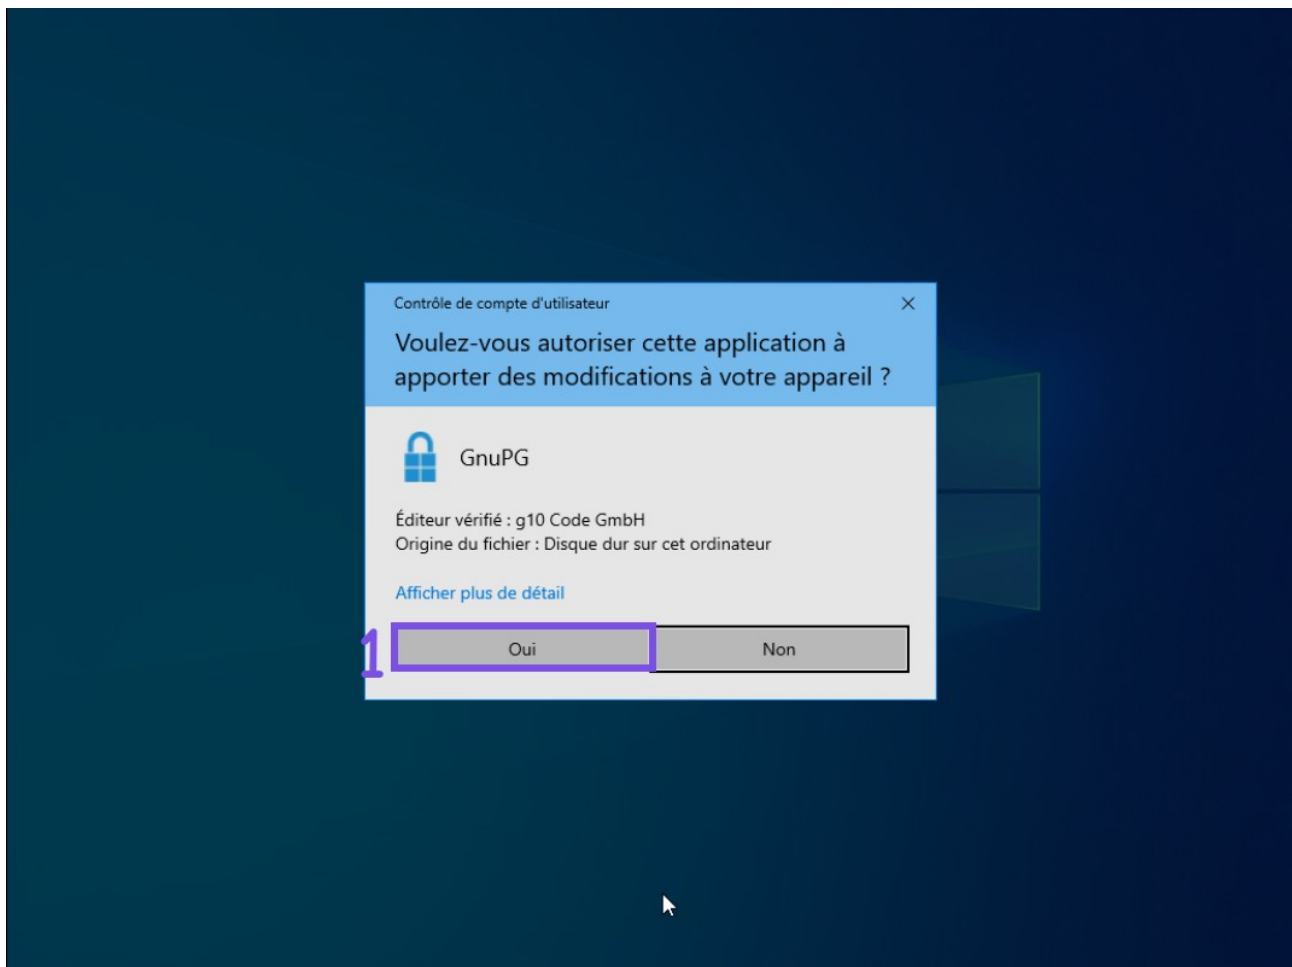 Contrôle de compte d'utilisateur
Voulez-vous autoriser cette application à
apporter des modifications à votre appareil ?
GnuPG
Éditeur vérifié : g10 Code GmbH
Origine du fichier : Disque dur sur cet ordinateur
Afficher plus de détail
1
Oui
Non